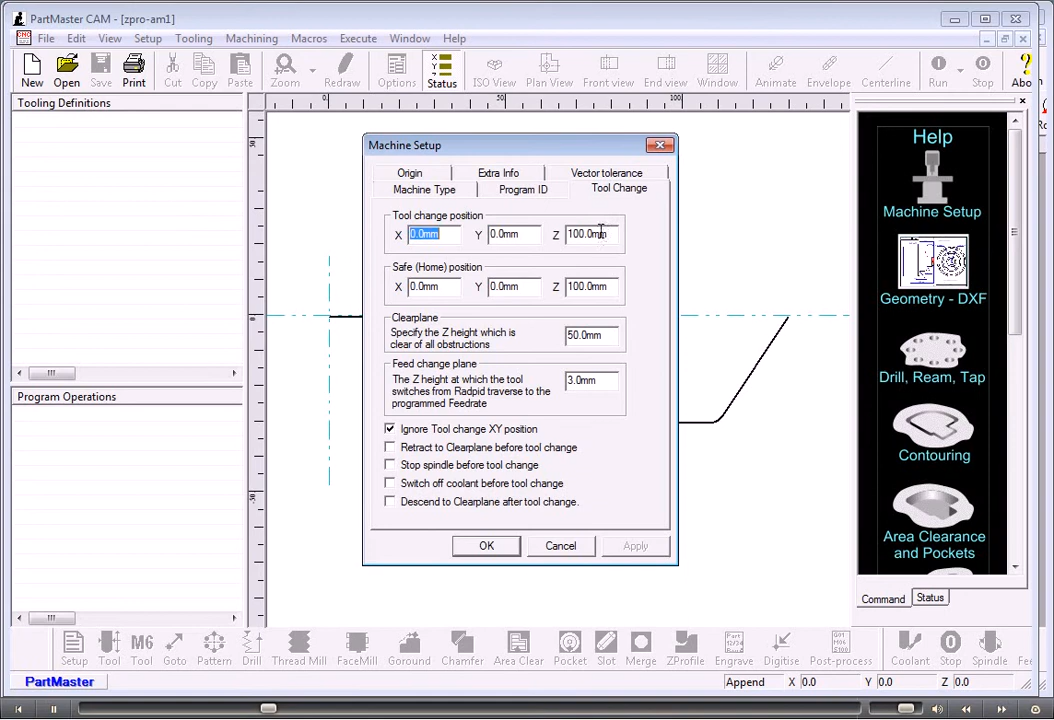 PartMaster CAM - [zpro-am1]
File Edit View Setup Tooling Machining Macros Execute Window Help
New Open Save Print Cut Copy Paste Zoom Redraw Options Status ISO View Plan View Front view End view Window Animate Envelope Centerline Run Stop Abo
Tooling Definitions
0 50 100
50
0
-50
Program Operations
Machine Setup
Origin Extra Info Vector tolerance
Machine Type Program ID Tool Change
Tool change position
X 0.0mm Y 0.0mm Z 100.0mm
Safe (Home) position
X 0.0mm Y 0.0mm Z 100.0mm
Clearplane
Specify the Z height which is
clear of all obstructions
50.0mm
Feed change plane
The Z height at which the tool
switches from Radpid traverse to the
programmed Feedrate
3.0mm
Ignore Tool change XY position
Retract to Clearplane before tool change
Stop spindle before tool change
Switch off coolant before tool change
Descend to Clearplane after tool change.
OK Cancel Apply
Help
Machine Setup
Geometry - DXF
Drill, Ream, Tap
Contouring
Area Clearance
and Pockets
Command Status
Setup Tool Tool Goto Pattern Drill Thread Mill FaceMill Goround Chamfer Area Clear Pocket Slot Merge ZProfile Engrave Digitise Post-process Coolant Stop Spindle Fe
PartMaster
Append X 0.0 Y 0.0 Z 0.0